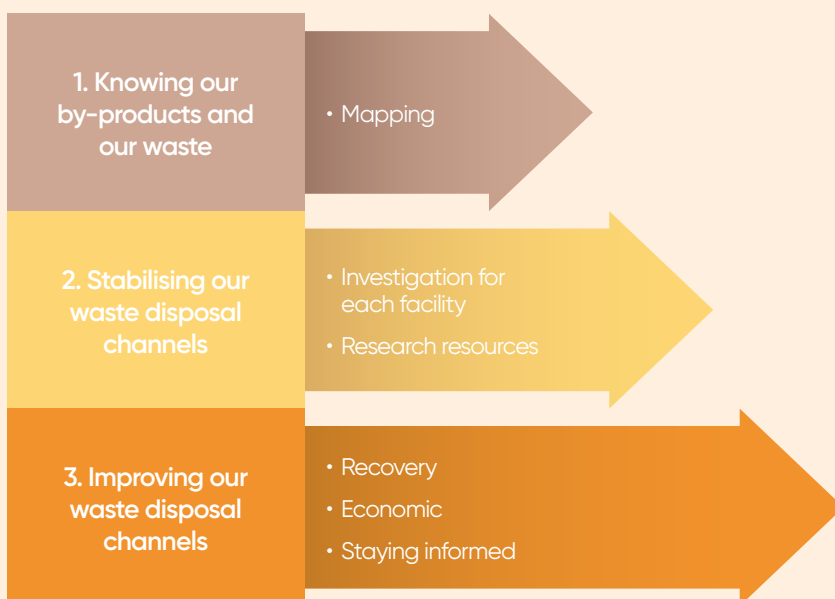 1. Knowing our
by-products and
our waste
• Mapping
2. Stabilising our
waste disposal
channels
• Investigation for
each facility
• Research resources
3. Improving our
waste disposal
channels
• Recovery
• Economic
• Staying informed